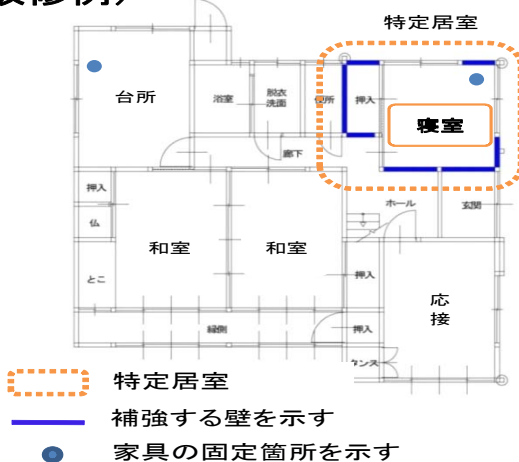 特定居室
台所
浴室
脱衣
洗面
便所
押入
寝室
廊下
押入
仏
とこ
和室
和室
ホール
玄関
押入
応
接
縁側
押入
特定居室
補強する壁を示す
家具の固定箇所を示す